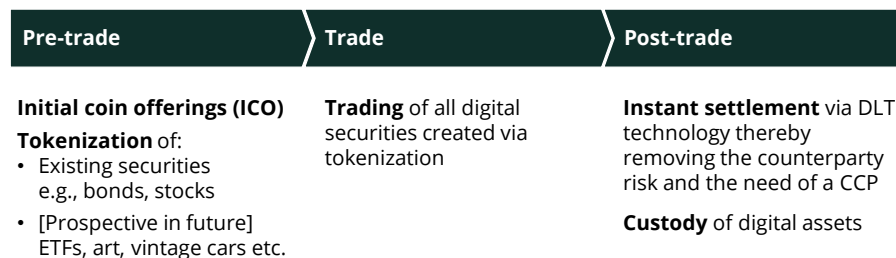 Pre-trade
Trade
Post-trade
Initial coin offerings (ICO)
Tokenization of:
• Existing securities
e.g., bonds, stocks
• [Prospective in future]
ETFs, art, vintage cars etc.
Trading of all digital
securities created via
tokenization
Instant settlement via DLT
technology thereby
removing the counterparty
risk and the need of a CCP
Custody of digital assets